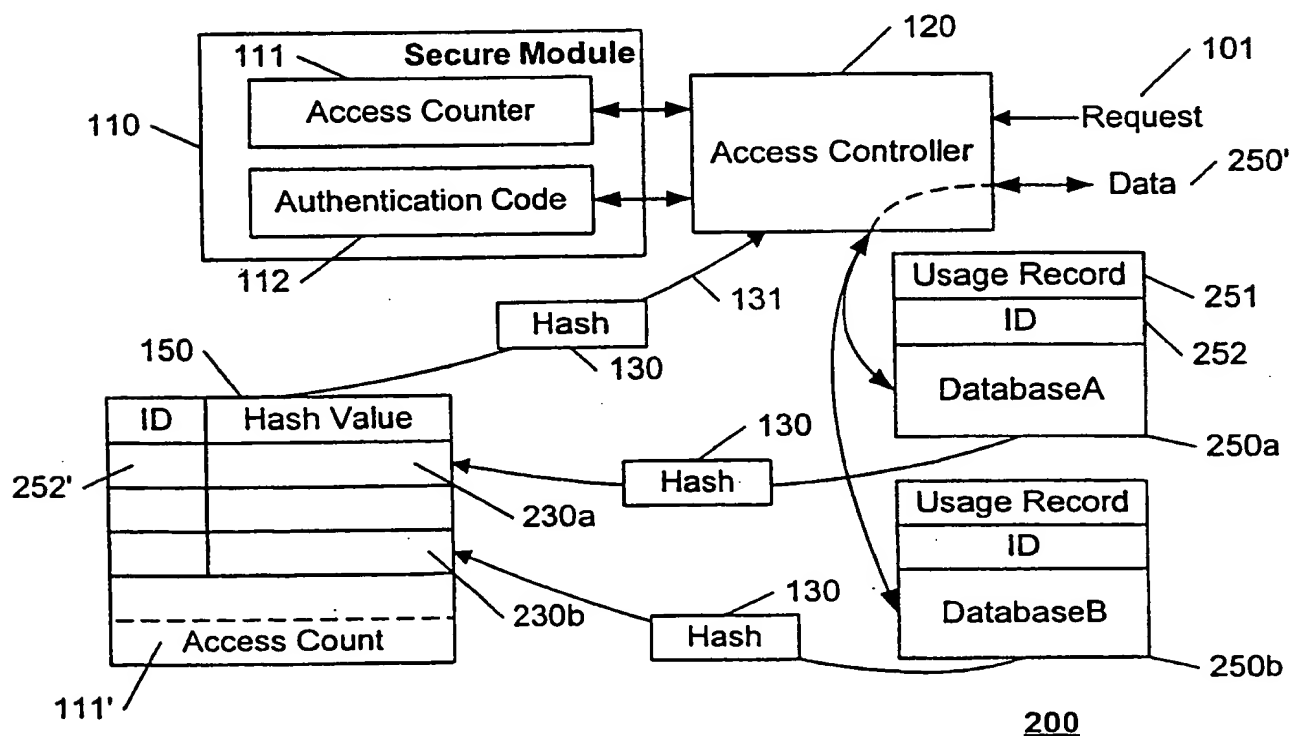 111
Secure Module
120
101
Access Counter
Request
110
Access Controller
250'
Data
Authentication Code
112
Usage Record
251
131
ID
252
Hash
150
130
DatabaseA
ID
Hash Value
130
250a
252'
Hash
230a
Usage Record
ID
130
230b
DatabaseB
Hash
Access Count
250b
111'
200